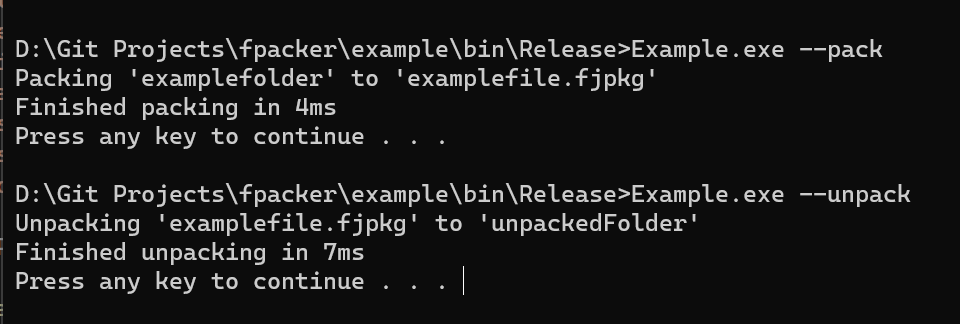 D:\Git Projects\fpacker\example\bin\Release>Example.exe --pack
Packing 'examplefolder' to 'examplefile.fjpkg'
Finished packing in 4ms
Press any key to continue . . .
D:\Git Projects\fpacker\example\bin\Release>Example.exe --unpack
Unpacking 'examplefile.fjpkg' to 'unpackedFolder'
Finished unpacking in 7ms
Press any key to continue . . .